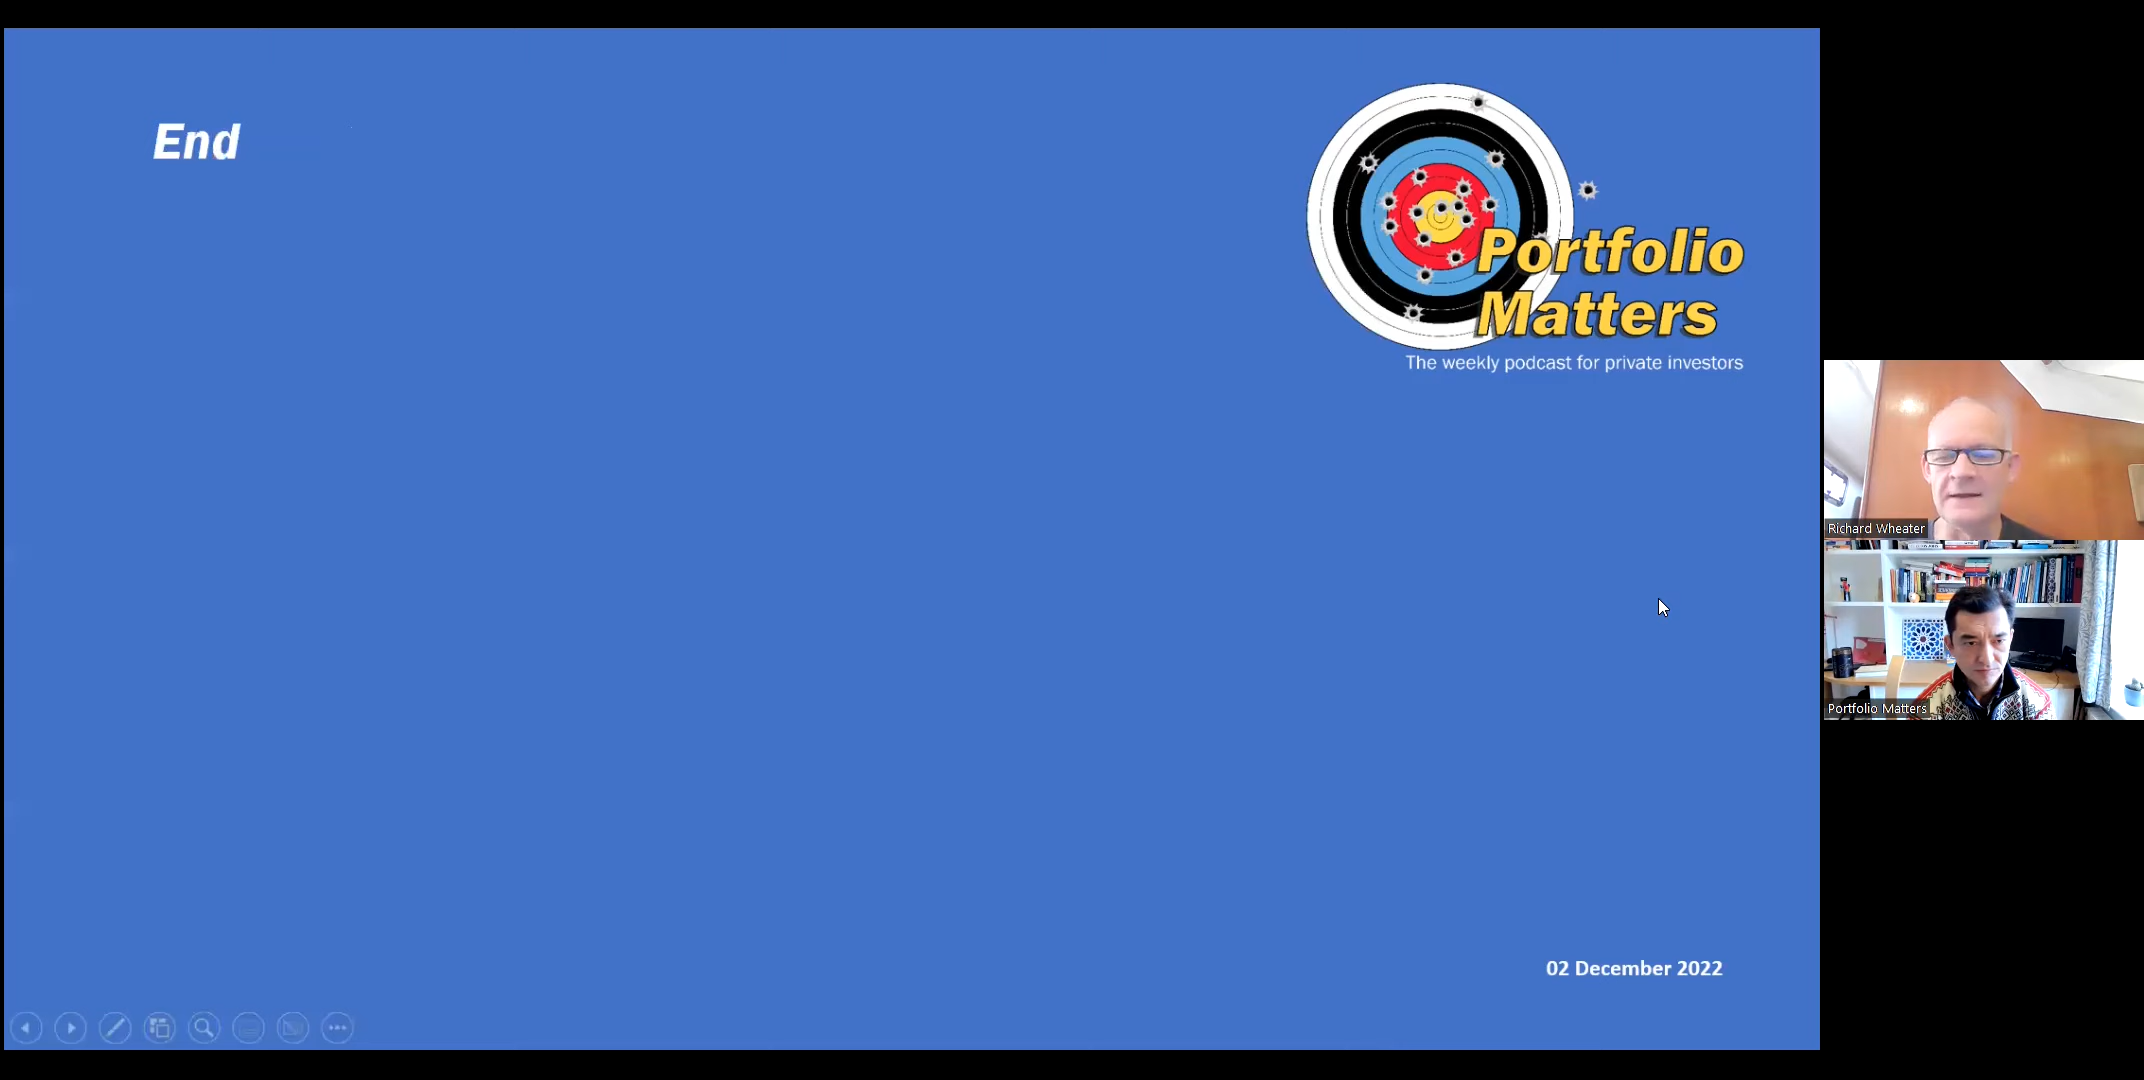 End
Portfolio
Matters
The weekly podcast for private investors
Richard Wheater
Portfolio Matters
02 December 2022